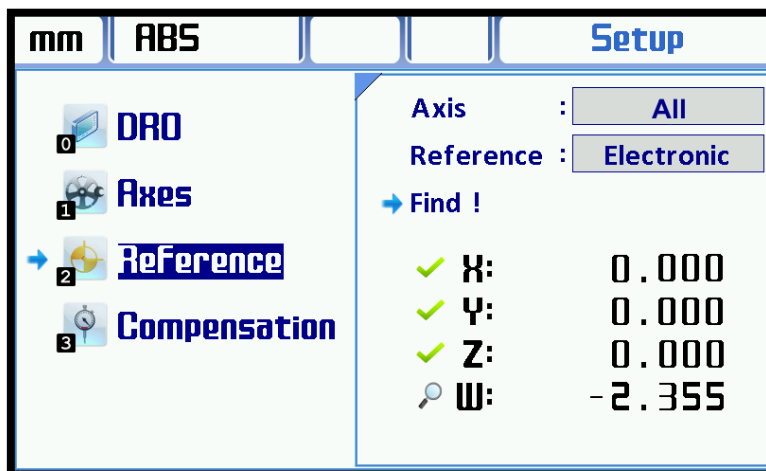 mm ABS Setup
0 DRO
1 Axes
2 Reference
3 Compensation
Axis : All
Reference : Electronic
Find !
X: 0.000
Y: 0.000
Z: 0.000
W: -2.355